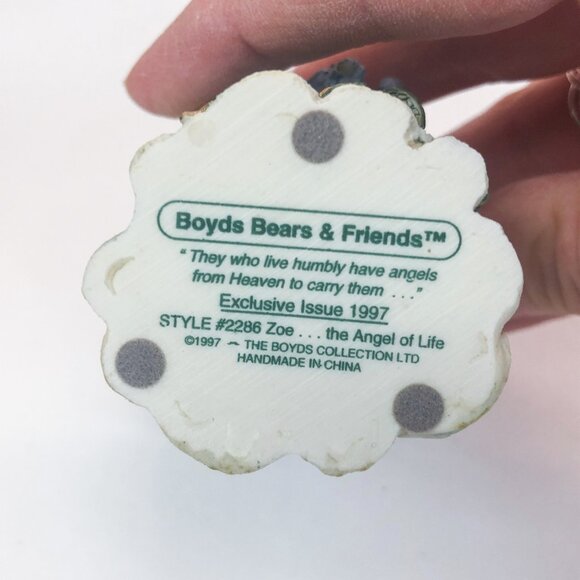 Boyds Bears & Friends™
"They who live humbly have angels
from Heaven to carry them ..."
Exclusive Issue 1997
STYLE #2286 Zoe ... the Angel of Life
©1997 ~ THE BOYDS COLLECTION LTD
HANDMADE IN CHINA